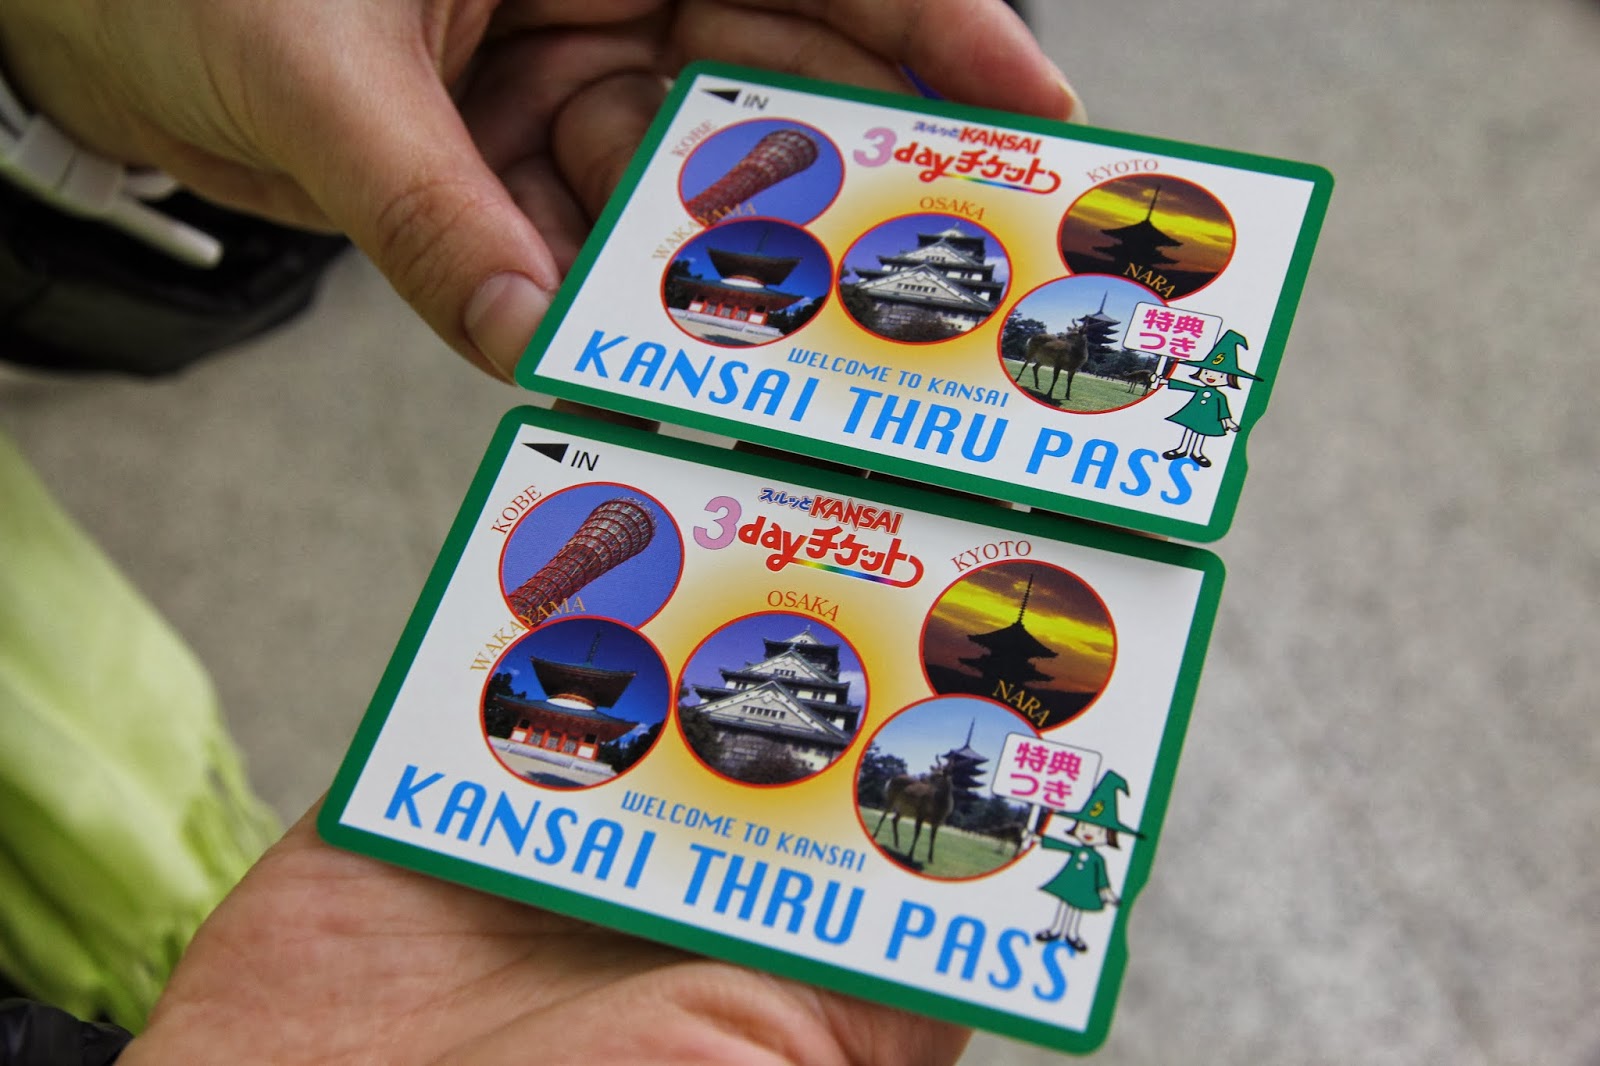 IN
スルッとKANSAI
3dayチケット
KOBE
KYOTO
WAKAYAMA
OSAKA
NARA
特典
つき
S
WELCOME TO KANSAI
KANSAI THRU PASS
IN
スルッとKANSAI
3dayチケット
KOBE
KYOTO
WAKAYAMA
OSAKA
NARA
特典
つき
S
WELCOME TO KANSAI
KANSAI THRU PASS